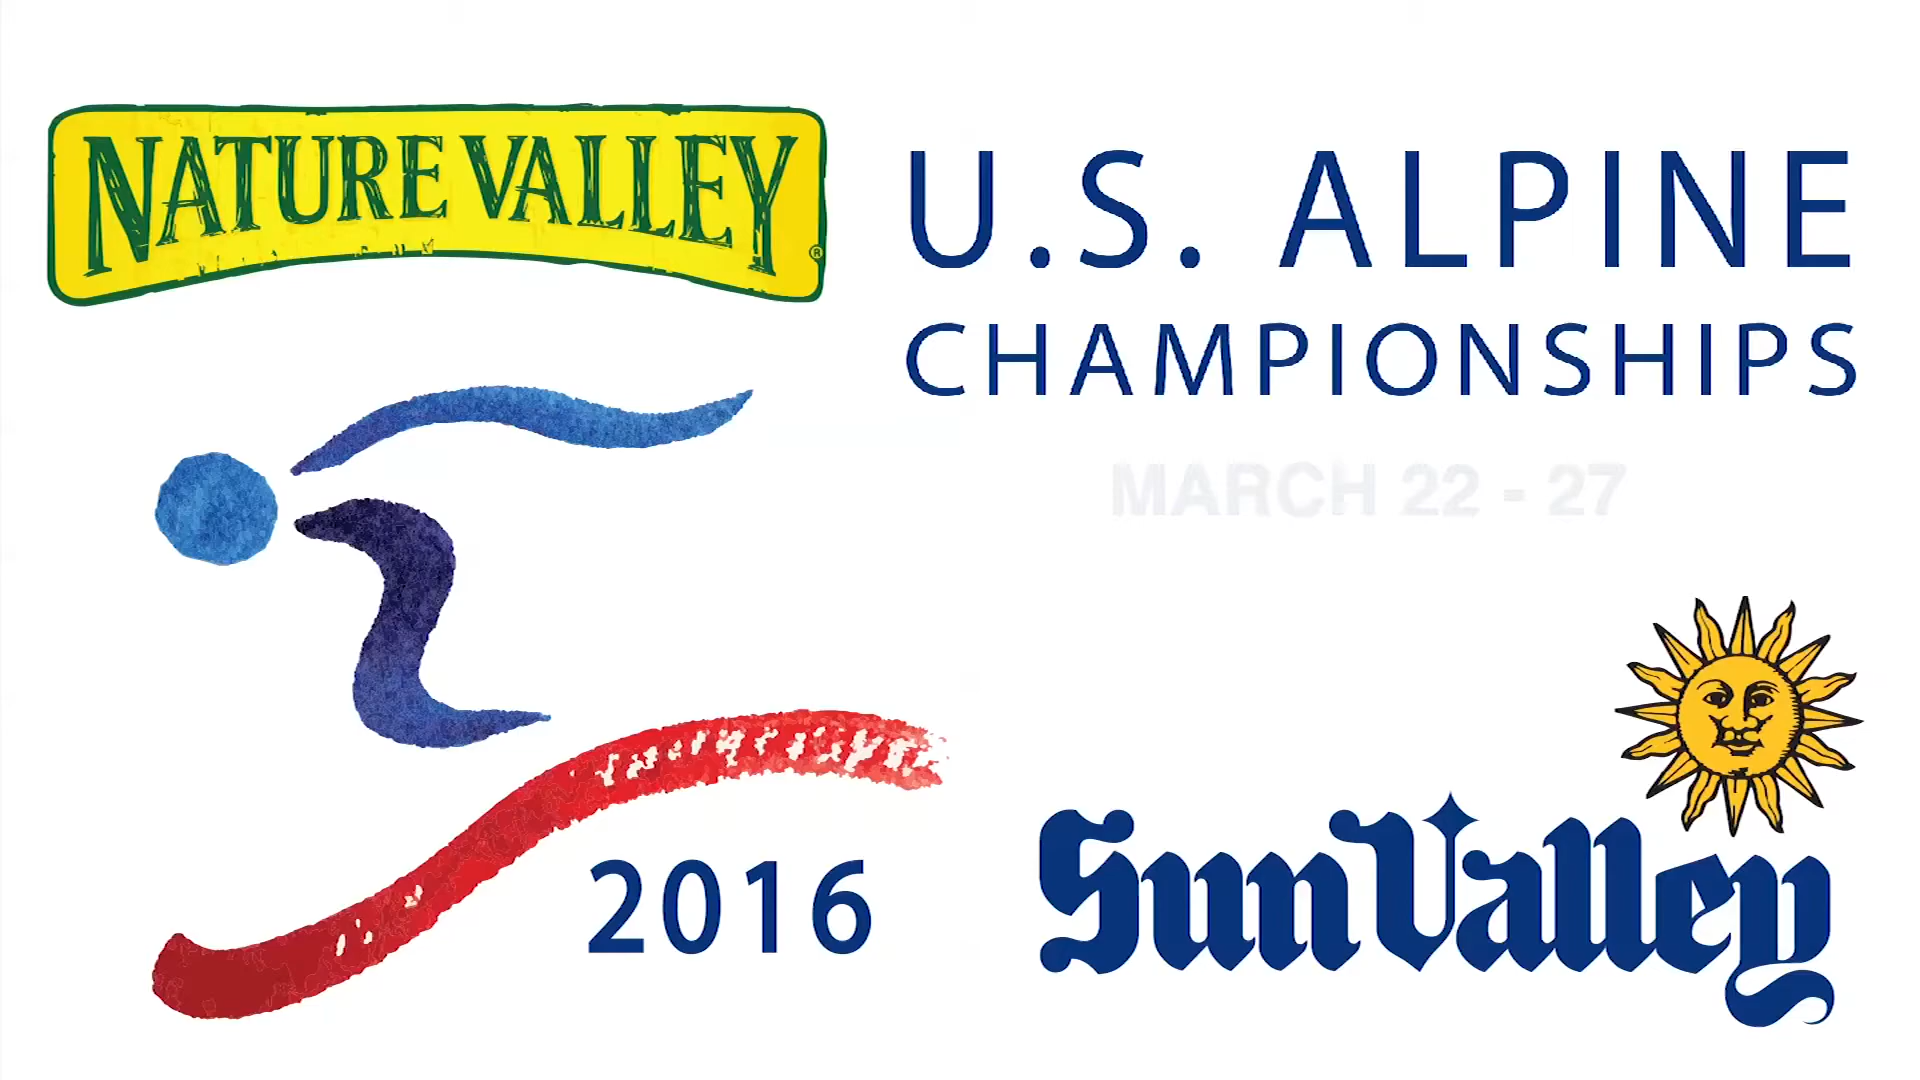 NATURE VALLEY®
U.S. ALPINE
CHAMPIONSHIPS
MARCH 22 - 27
2016
Sun Valley